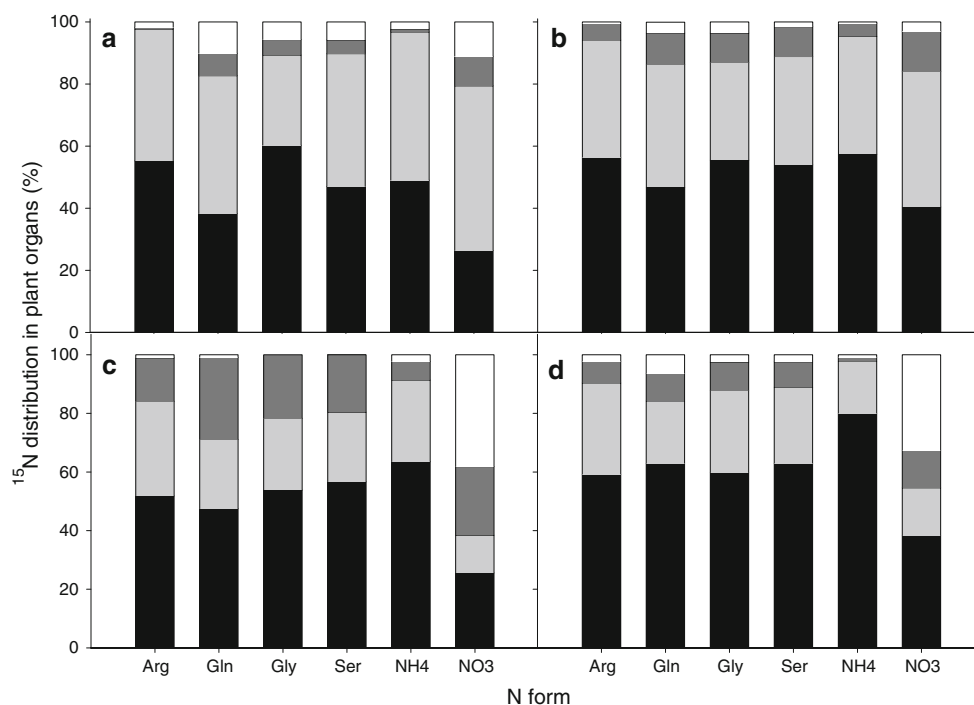 a
b
100
80
60
40
20
0
c
d
100
80
60
40
20
0
¹⁵N distribution in plant organs (%)
Arg Gln Gly Ser NH4 NO3
Arg Gln Gly Ser NH4 NO3
N form